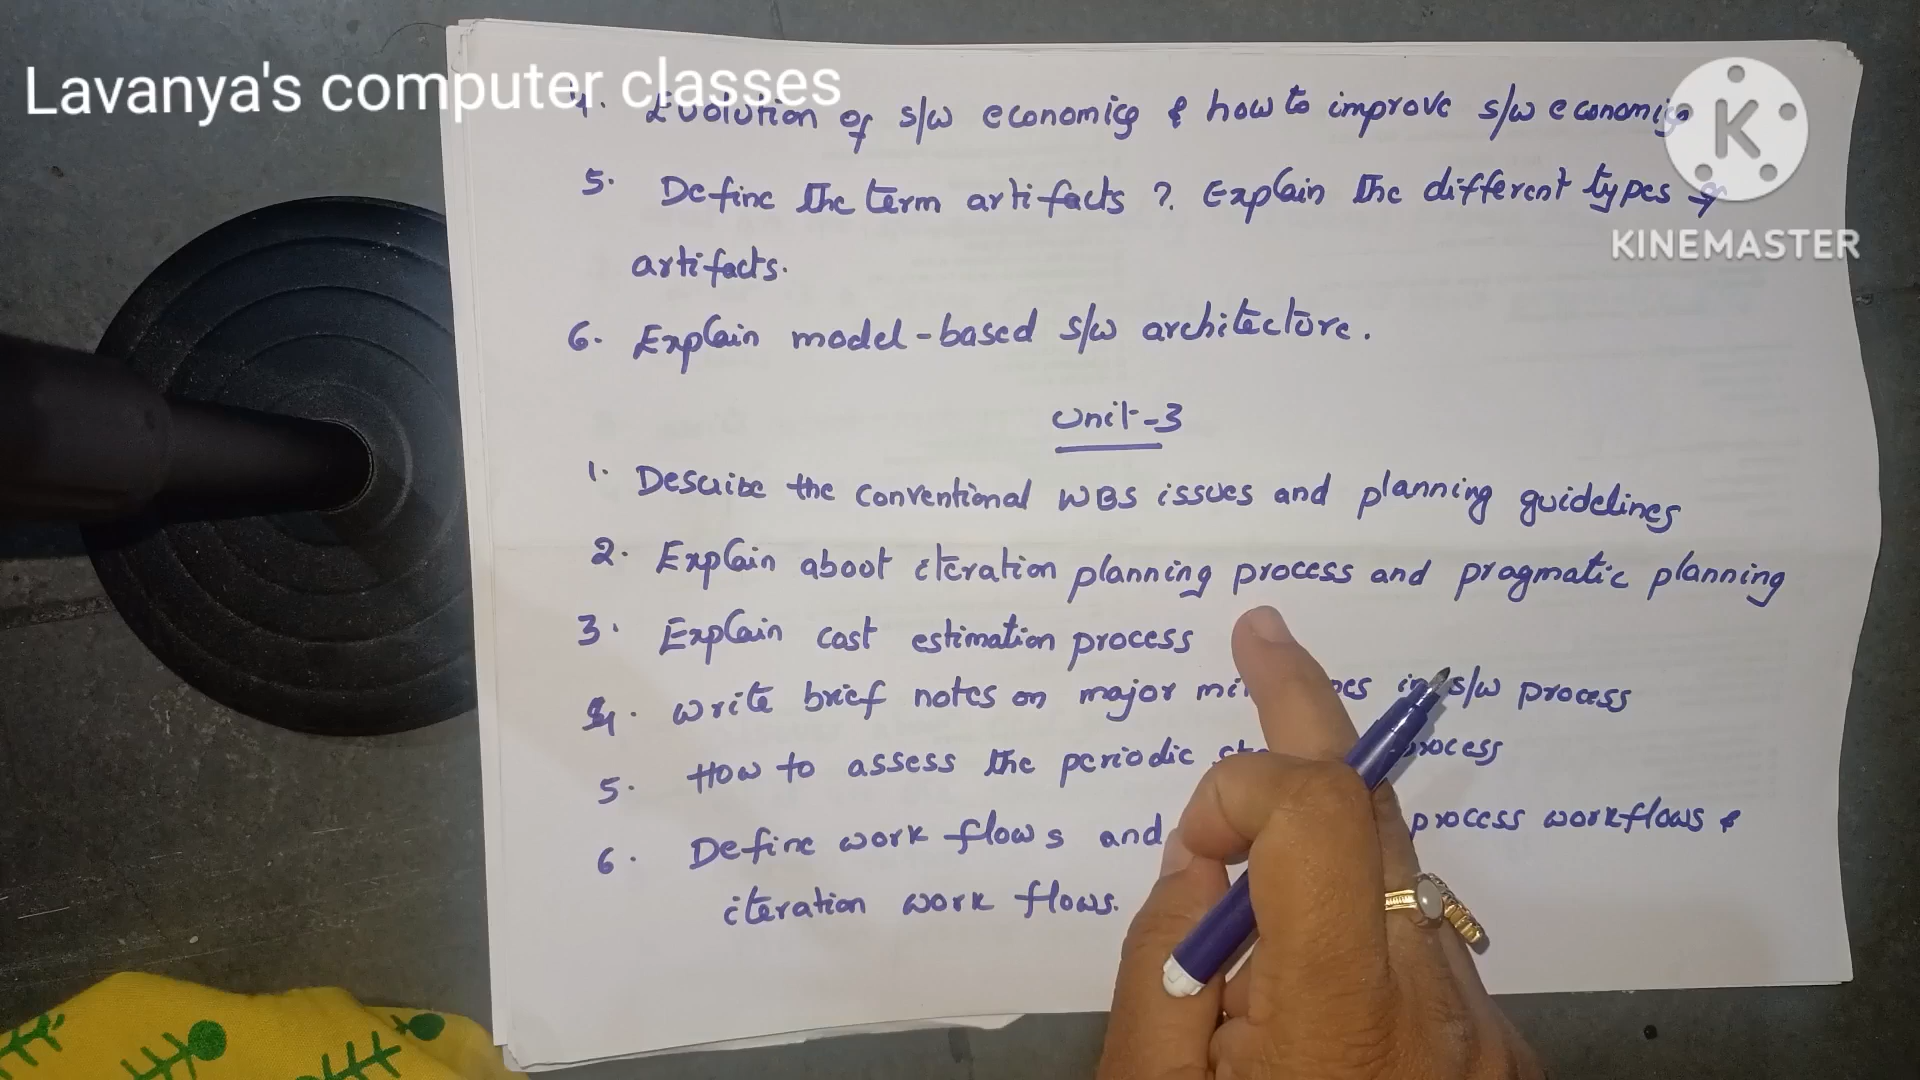 Lavanya's computer classes
4. Evolution of s/w economics & how to improve s/w economics
K
KINEMASTER
5. Define the term artifacts ?. Explain the different types of
artifacts.
6. Explain model-based s/w architecture.
Unit-3
1. Describe the conventional WBS issues and planning guidelines
2. Explain about iteration planning process and pragmatic planning
3. Explain cost estimation process
4. write brief notes on major in s/w process
5. How to assess the periodic process
6. Define work flows and process workflows &
iteration work flows.